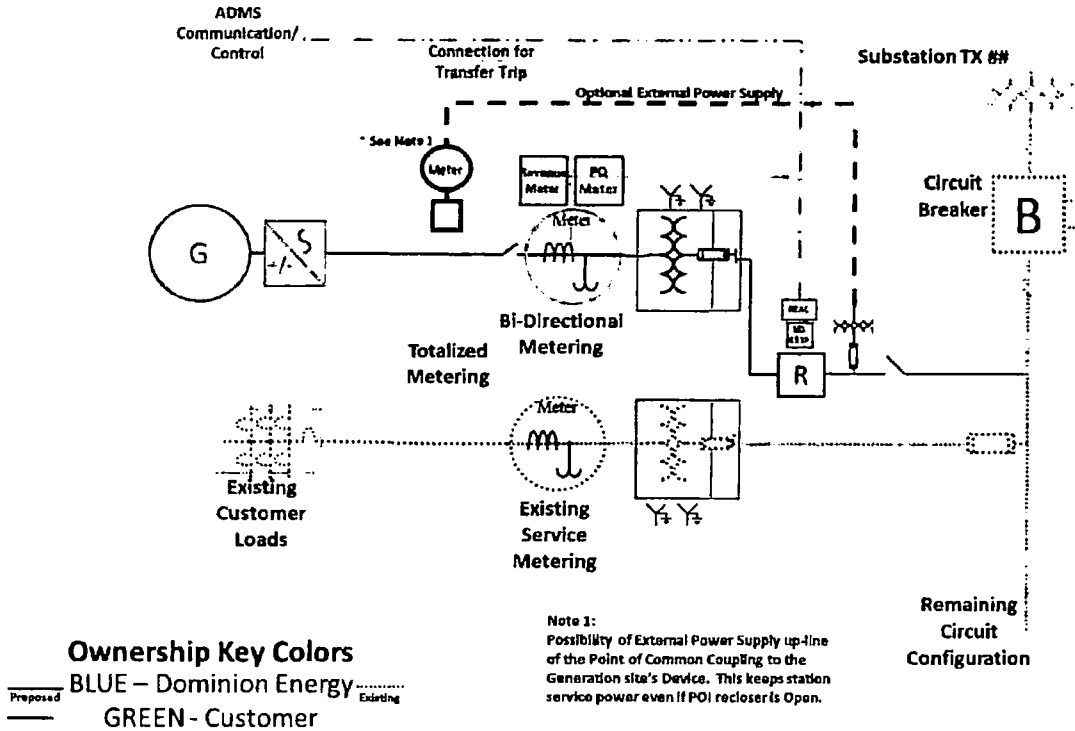 ADMS
Communication/
Control
Connection for
Transfer Trip
Substation TX ##
Optional External Power Supply
* See Note 1
Meter
Meter
PQ
Meter
Circuit
Breaker
B
G
S
+/-
Meter
Bi-Directional
Metering
Totalized
Metering
R
Meter
Existing
Customer
Loads
Existing
Service
Metering
Remaining
Circuit
Configuration
Note 1:
Possibility of External Power Supply up-line
of the Point of Common Coupling to the
Generation site's Device. This keeps station
service power even if POI recloser is Open.
Ownership Key Colors
BLUE – Dominion Energy
Proposed
Existing
GREEN - Customer